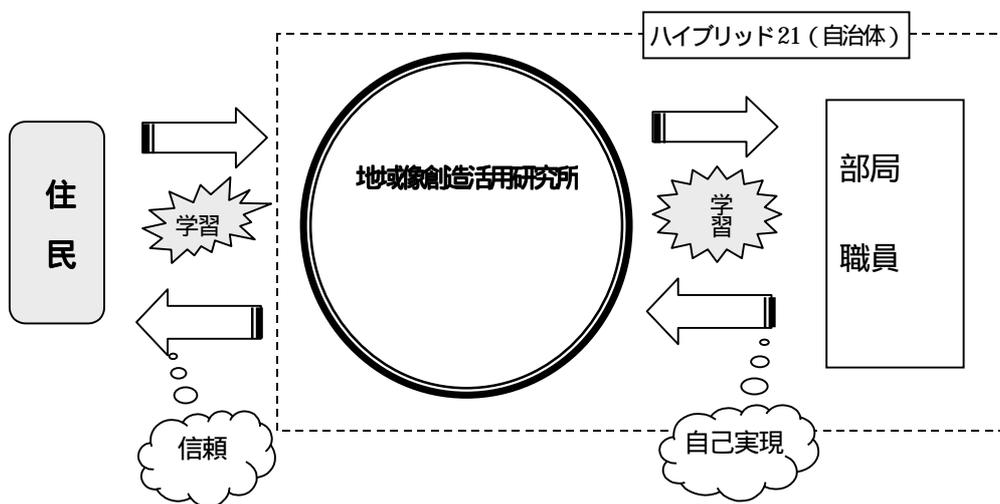 ハイブリッド21（自治体）
住
民
学習
地域像創造活用研究所
学
習
部局
職員
信頼
自己実現